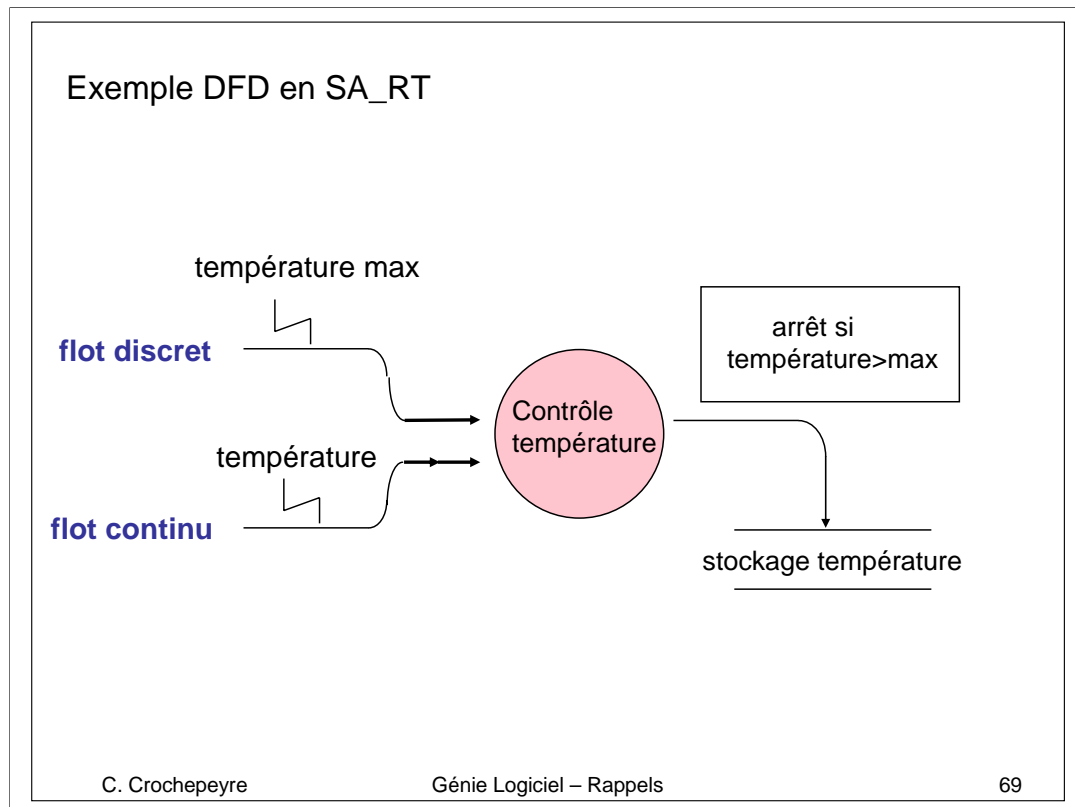 Exemple DFD en SA_RT
température max
flot discret
arrêt si
température>max
Contrôle
température
température
flot continu
stockage température
C. Crochepeyre
Génie Logiciel – Rappels
69